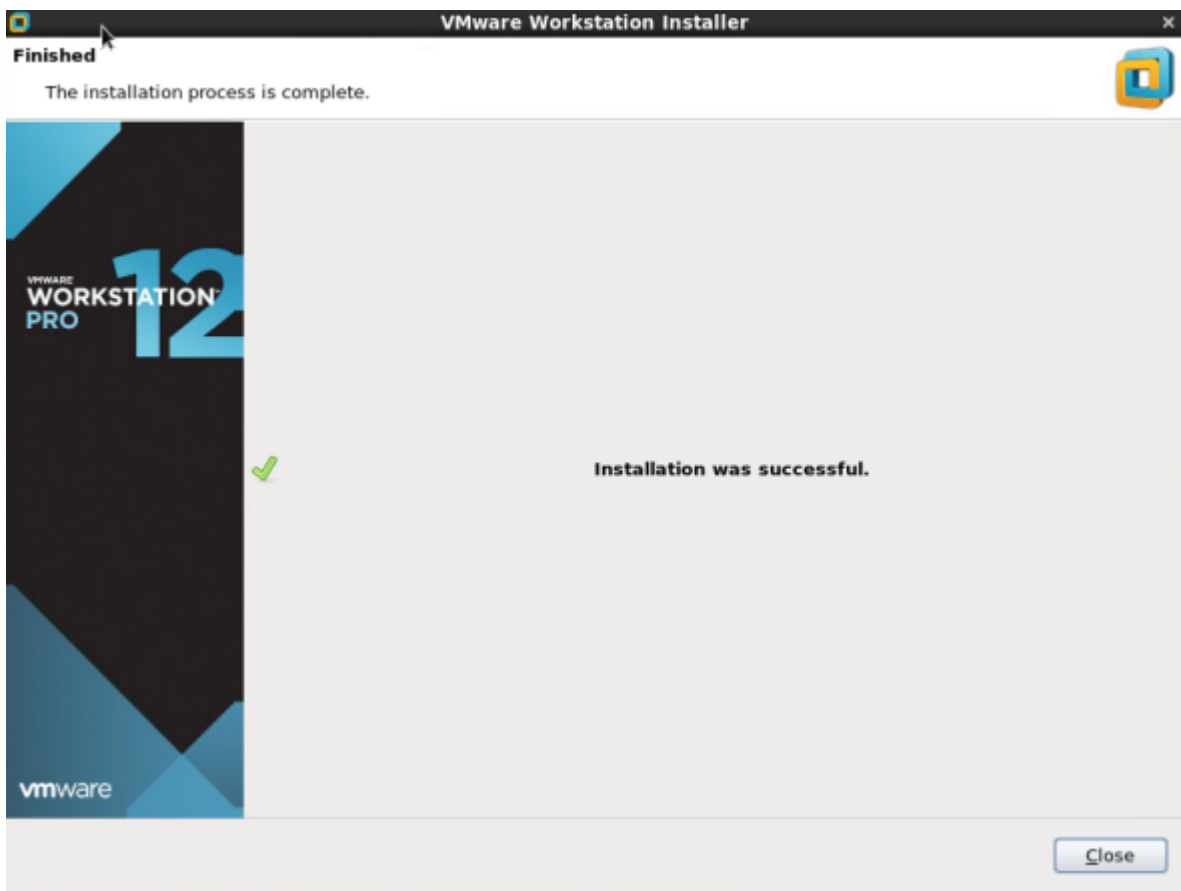 VMware Workstation Installer
Finished
The installation process is complete.
VMWARE
WORKSTATION
PRO
12
Installation was successful.
vmware
Close